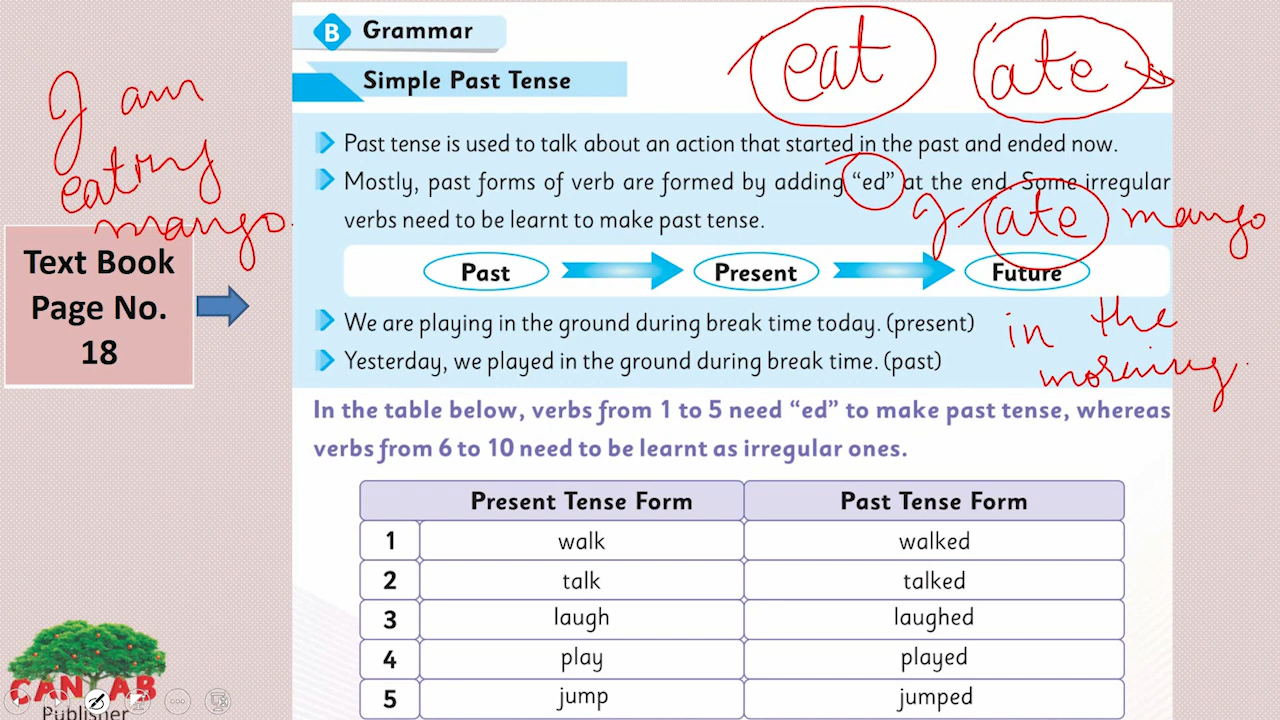 B Grammar
Simple Past Tense
eat
ate
I am
eating
mango.
Past tense is used to talk about an action that started in the past and ended now.
Mostly, past forms of verb are formed by adding “ed” at the end. Some irregular
verbs need to be learnt to make past tense.
I ate mango
in the
morning.
Text Book
Page No.
18
Past Present Future
We are playing in the ground during break time today. (present)
Yesterday, we played in the ground during break time. (past)
In the table below, verbs from 1 to 5 need “ed” to make past tense, whereas
verbs from 6 to 10 need to be learnt as irregular ones.
Present Tense Form Past Tense Form
1 walk walked
2 talk talked
3 laugh laughed
4 play played
5 jump jumped
CANTAB
Publisher